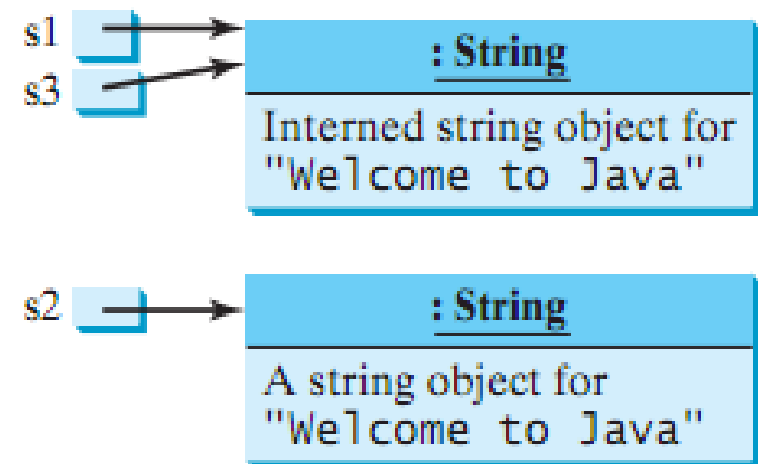 s1
: String
s3
Interned string object for
"Welcome to Java"
s2
: String
A string object for
"Welcome to Java"